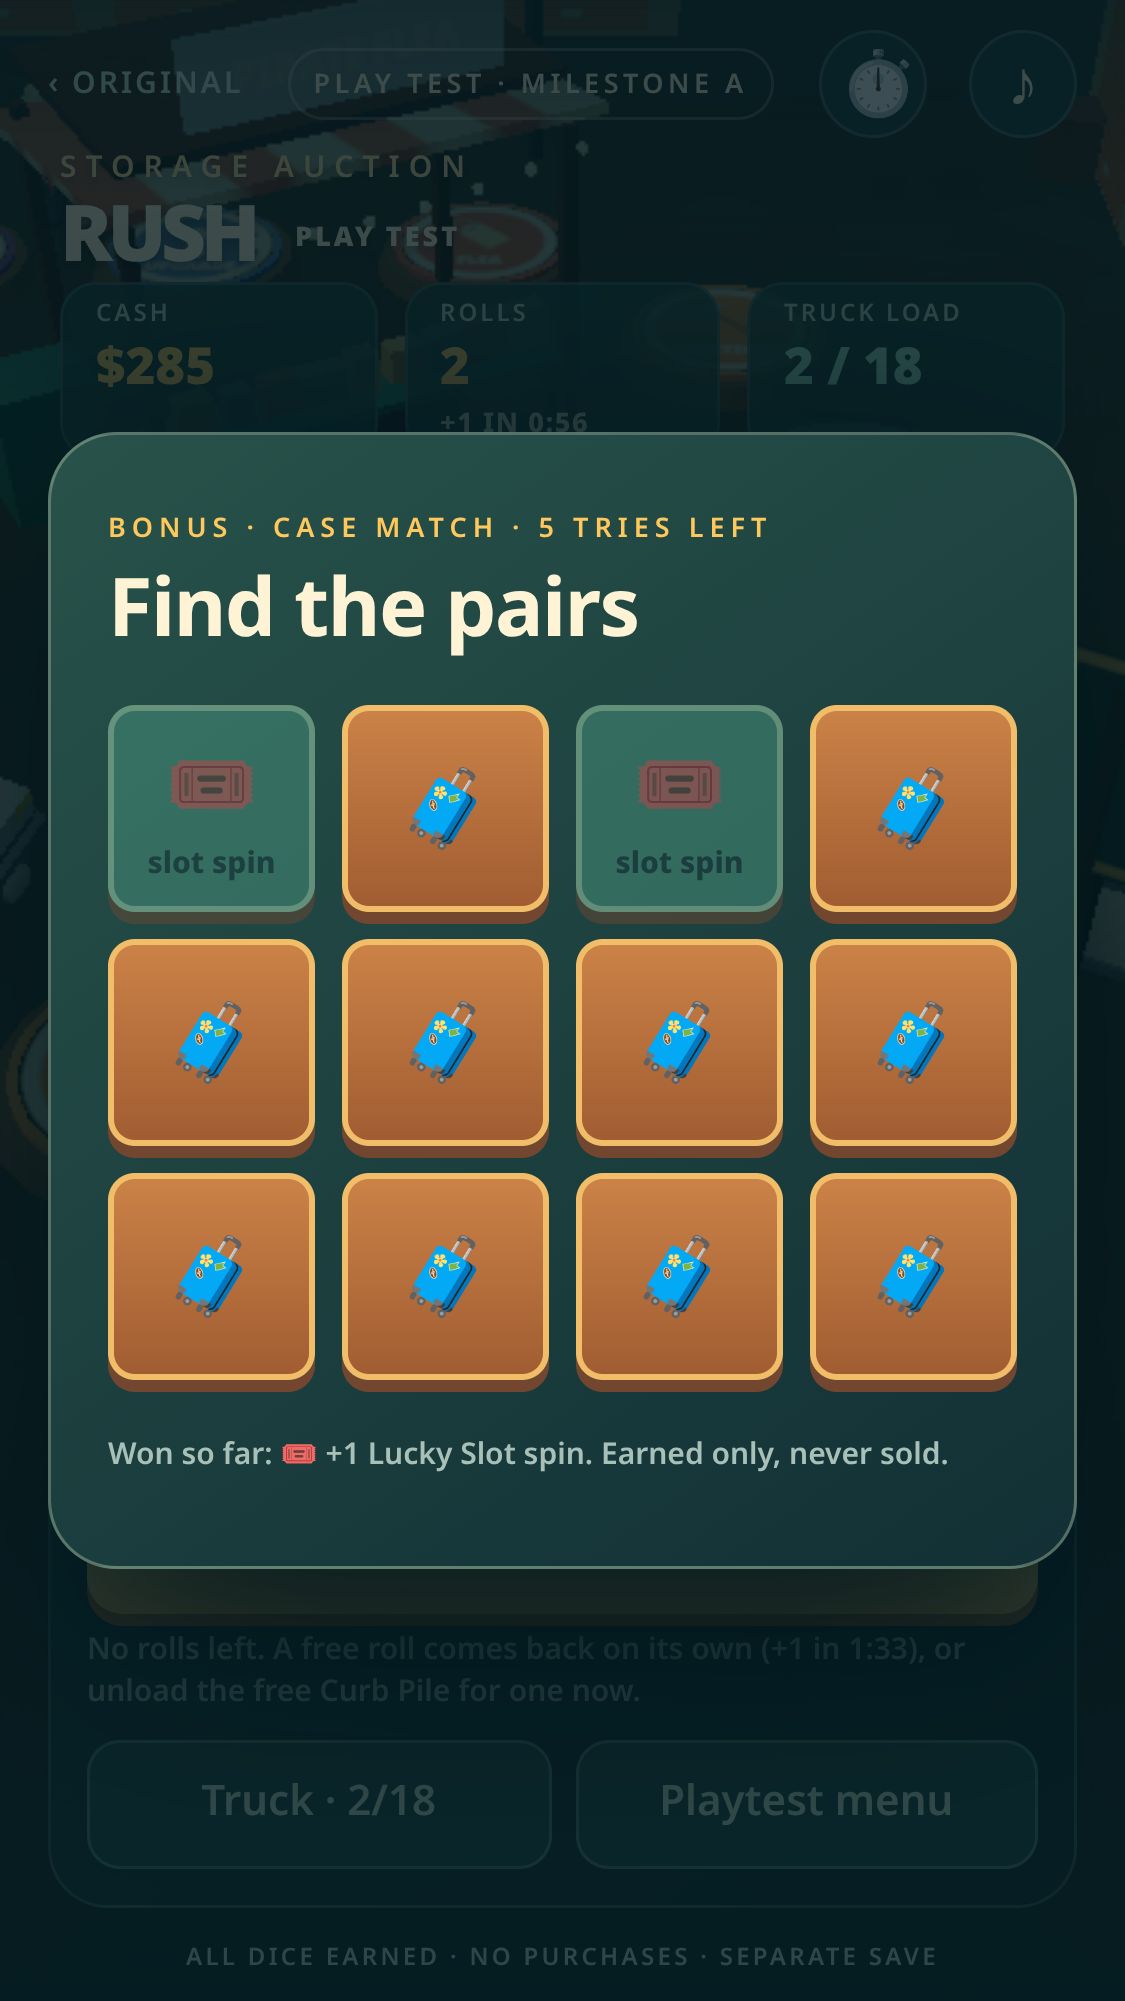 ‹ ORIGINAL
PLAY TEST · MILESTONE A
STORAGE AUCTION
RUSH
PLAY TEST
CASH
ROLLS
TRUCK LOAD
$285
2
2 / 18
+1 IN 0:56
BONUS · CASE MATCH · 5 TRIES LEFT
Find the pairs
slot spin
slot spin
Won so far: 🎟️ +1 Lucky Slot spin. Earned only, never sold.
No rolls left. A free roll comes back on its own (+1 in 1:33), or
unload the free Curb Pile for one now.
Truck · 2/18
Playtest menu
ALL DICE EARNED · NO PURCHASES · SEPARATE SAVE